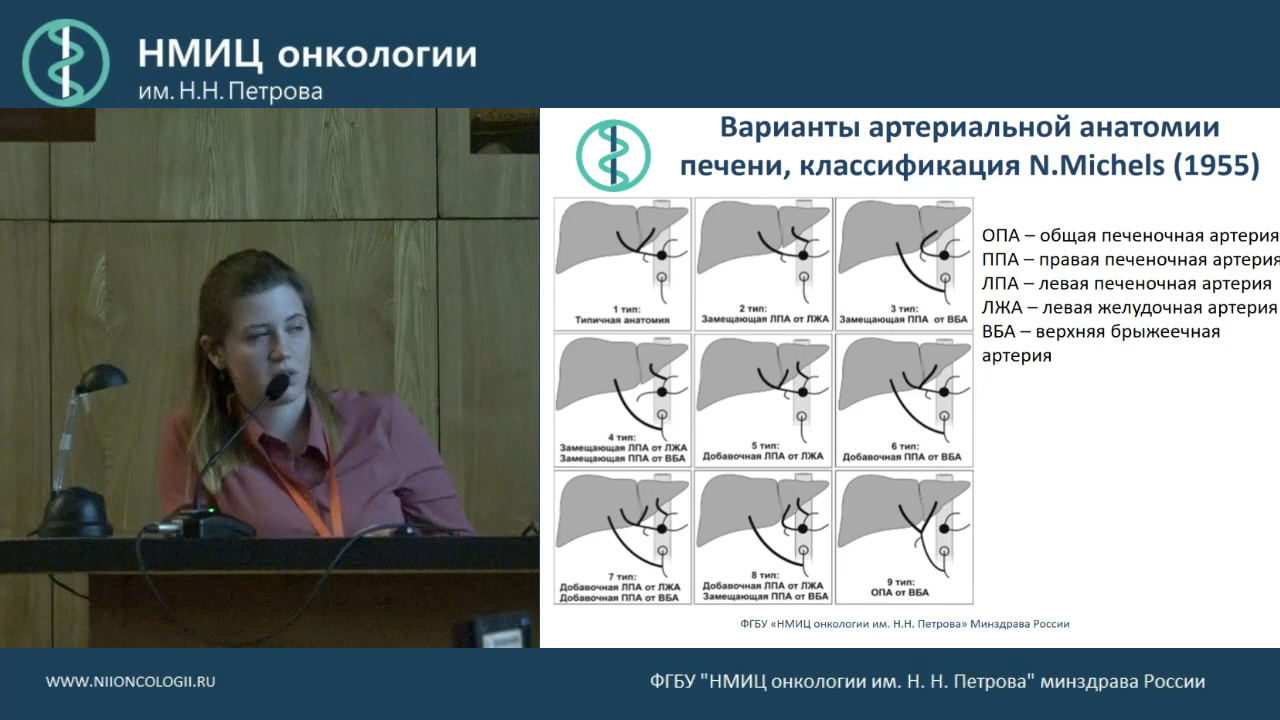 НМИЦ онкологии
им. Н.Н. Петрова
Варианты артериальной анатомии
печени, классификация N.Michels (1955)
1 тип:
Типичная анатомия
2 тип:
Замещающая ЛПА от ЛЖА
3 тип:
Замещающая ППА от ВБА
4 тип:
Замещающая ЛПА от ЛЖА
Замещающая ППА от ВБА
5 тип:
Добавочная ЛПА от ЛЖА
6 тип:
Добавочная ППА от ВБА
7 тип:
Добавочная ЛПА от ЛЖА
Добавочная ППА от ВБА
8 тип:
Добавочная ЛПА от ЛЖА
Замещающая ППА от ВБА
9 тип:
ОПА от ВБА
ОПА – общая печеночная артерия
ППА – правая печеночная артерия
ЛПА – левая печеночная артерия
ЛЖА – левая желудочная артерия
ВБА – верхняя брыжеечная
артерия
ФГБУ «НМИЦ онкологии им. Н.Н. Петрова» Минздрава России
WWW.NIIONCOLOGII.RU
ФГБУ "НМИЦ онкологии им. Н. Н. Петрова" минздрава России